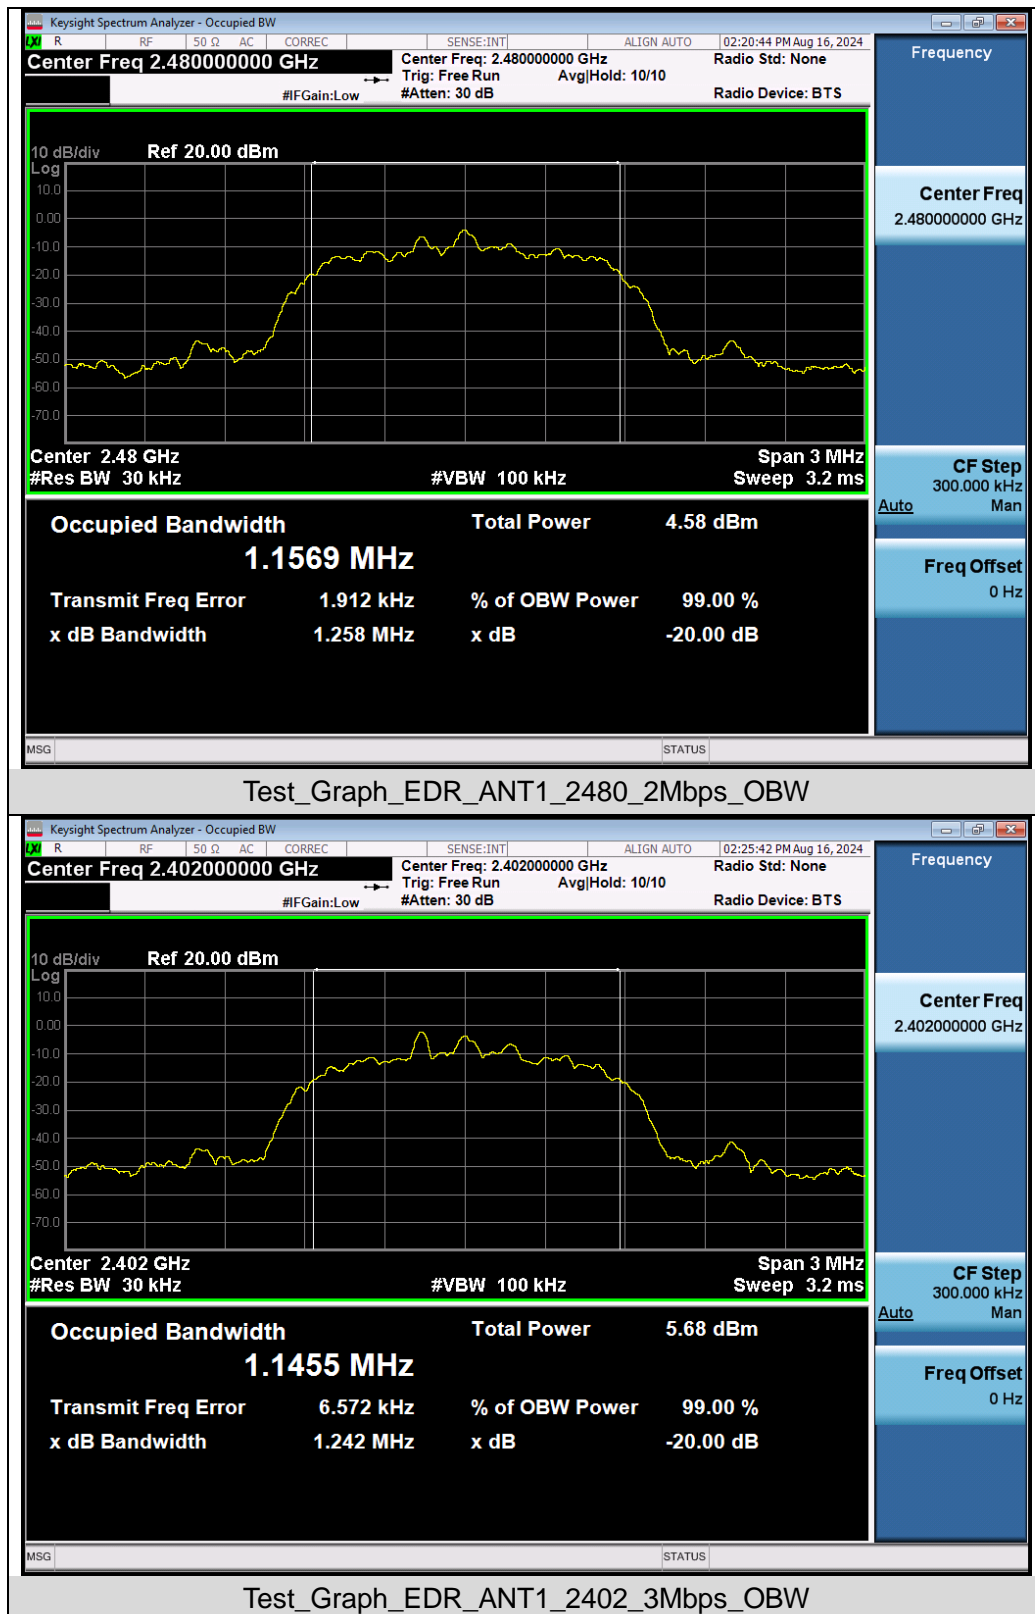 Keysight Spectrum Analyzer - Occupied BW
LXI R RF 50 Ω AC CORREC SENSE:INT ALIGN AUTO 02:20:44 PM Aug 16, 2024
Center Freq 2.480000000 GHz
Center Freq: 2.480000000 GHz Radio Std: None
Trig: Free Run Avg|Hold: 10/10
#IFGain:Low #Atten: 30 dB Radio Device: BTS
Frequency
10 dB/div Ref 20.00 dBm
Log
10.0
0.00
-10.0
-20.0
-30.0
-40.0
-50.0
-60.0
-70.0
Center 2.48 GHz Span 3 MHz
#Res BW 30 kHz #VBW 100 kHz Sweep 3.2 ms
Center Freq
2.480000000 GHz
CF Step
300.000 kHz
Auto Man
Freq Offset
0 Hz
Occupied Bandwidth Total Power 4.58 dBm
1.1569 MHz
Transmit Freq Error 1.912 kHz % of OBW Power 99.00 %
x dB Bandwidth 1.258 MHz x dB -20.00 dB
MSG STATUS
Test_Graph_EDR_ANT1_2480_2Mbps_OBW
Keysight Spectrum Analyzer - Occupied BW
LXI R RF 50 Ω AC CORREC SENSE:INT ALIGN AUTO 02:25:42 PM Aug 16, 2024
Center Freq 2.402000000 GHz
Center Freq: 2.402000000 GHz Radio Std: None
Trig: Free Run Avg|Hold: 10/10
#IFGain:Low #Atten: 30 dB Radio Device: BTS
Frequency
10 dB/div Ref 20.00 dBm
Log
10.0
0.00
-10.0
-20.0
-30.0
-40.0
-50.0
-60.0
-70.0
Center 2.402 GHz Span 3 MHz
#Res BW 30 kHz #VBW 100 kHz Sweep 3.2 ms
Center Freq
2.402000000 GHz
CF Step
300.000 kHz
Auto Man
Freq Offset
0 Hz
Occupied Bandwidth Total Power 5.68 dBm
1.1455 MHz
Transmit Freq Error 6.572 kHz % of OBW Power 99.00 %
x dB Bandwidth 1.242 MHz x dB -20.00 dB
MSG STATUS
Test_Graph_EDR_ANT1_2402_3Mbps_OBW